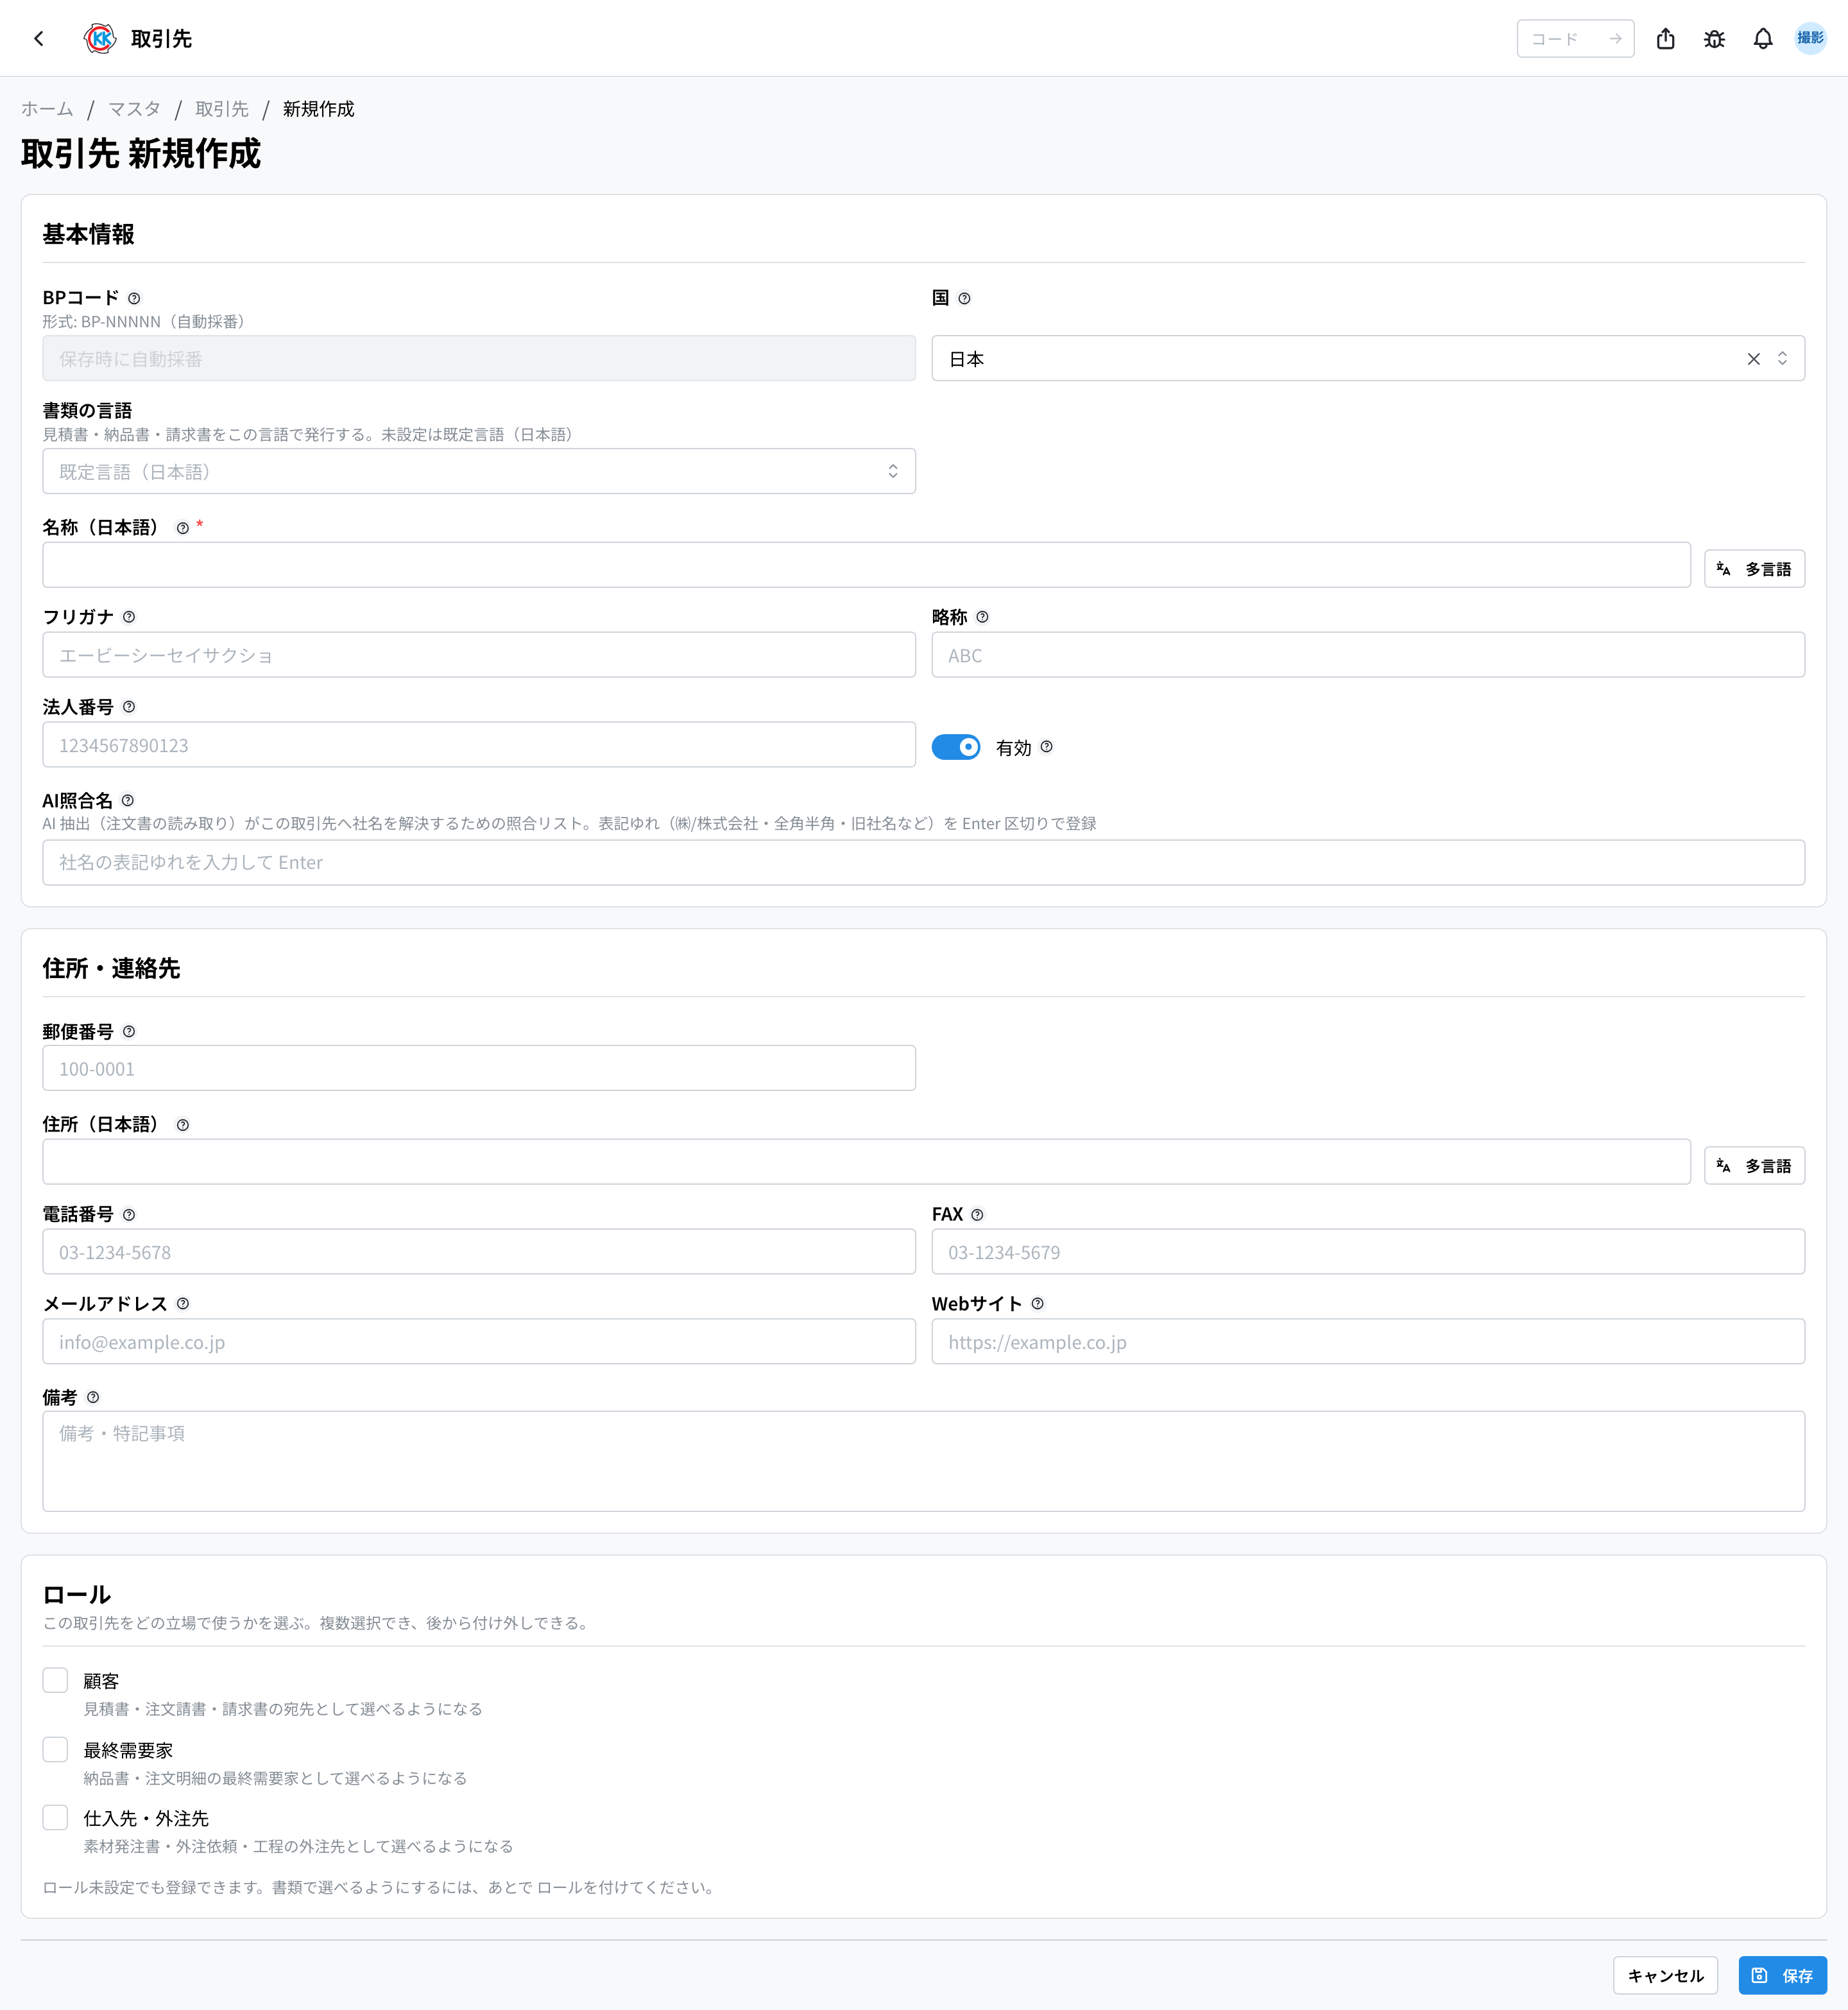 KK 取引先
コード
撮影
ホーム / マスタ / 取引先 / 新規作成
取引先 新規作成
基本情報
BPコード
形式: BP-NNNNN（自動採番）
保存時に自動採番
国
日本
書類の言語
見積書・納品書・請求書をこの言語で発行する。未設定は既定言語（日本語）
既定言語（日本語）
名称（日本語） *
多言語
フリガナ
エービーシーセイサクショ
略称
ABC
法人番号
1234567890123
有効
AI照合名
AI 抽出（注文書の読み取り）がこの取引先へ社名を解決するための照合リスト。表記ゆれ（㈱/株式会社・全角半角・旧社名など）を Enter 区切りで登録
社名の表記ゆれを入力して Enter
住所・連絡先
郵便番号
100-0001
住所（日本語）
多言語
電話番号
03-1234-5678
FAX
03-1234-5679
メールアドレス
info@example.co.jp
Webサイト
https://example.co.jp
備考
備考・特記事項
ロール
この取引先をどの立場で使うかを選ぶ。複数選択でき、後から付け外しできる。
顧客
見積書・注文請書・請求書の宛先として選べるようになる
最終需要家
納品書・注文明細の最終需要家として選べるようになる
仕入先・外注先
素材発注書・外注依頼・工程の外注先として選べるようになる
ロール未設定でも登録できます。書類で選べるようにするには、あとで ロールを付けてください。
キャンセル
保存